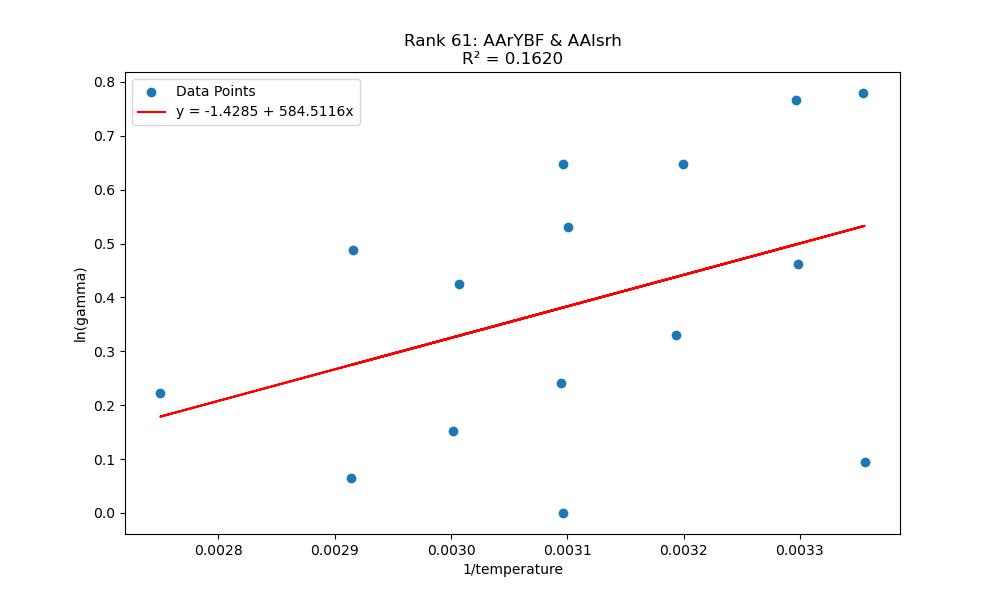 Rank 61: AArYBF & AAlsrh
R² = 0.1620
Data Points
y = -1.4285 + 584.5116x
ln(gamma)
0.8
0.7
0.6
0.5
0.4
0.3
0.2
0.1
0.0
0.0028 0.0029 0.0030 0.0031 0.0032 0.0033
1/temperature